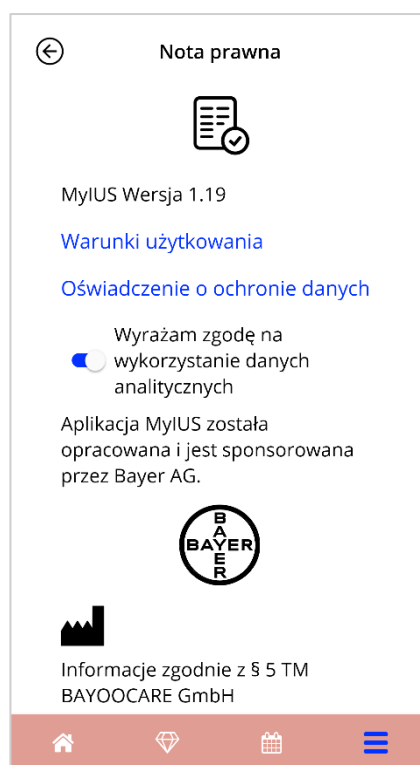 Nota prawna
MyIUS Wersja 1.19
Warunki użytkowania
Oświadczenie o ochronie danych
Wyrażam zgodę na
wykorzystanie danych
analitycznych
Aplikacja MyIUS została
opracowana i jest sponsorowana
przez Bayer AG.
BAYER
BAYER
Informacje zgodnie z § 5 TM
BAYOOCARE GmbH